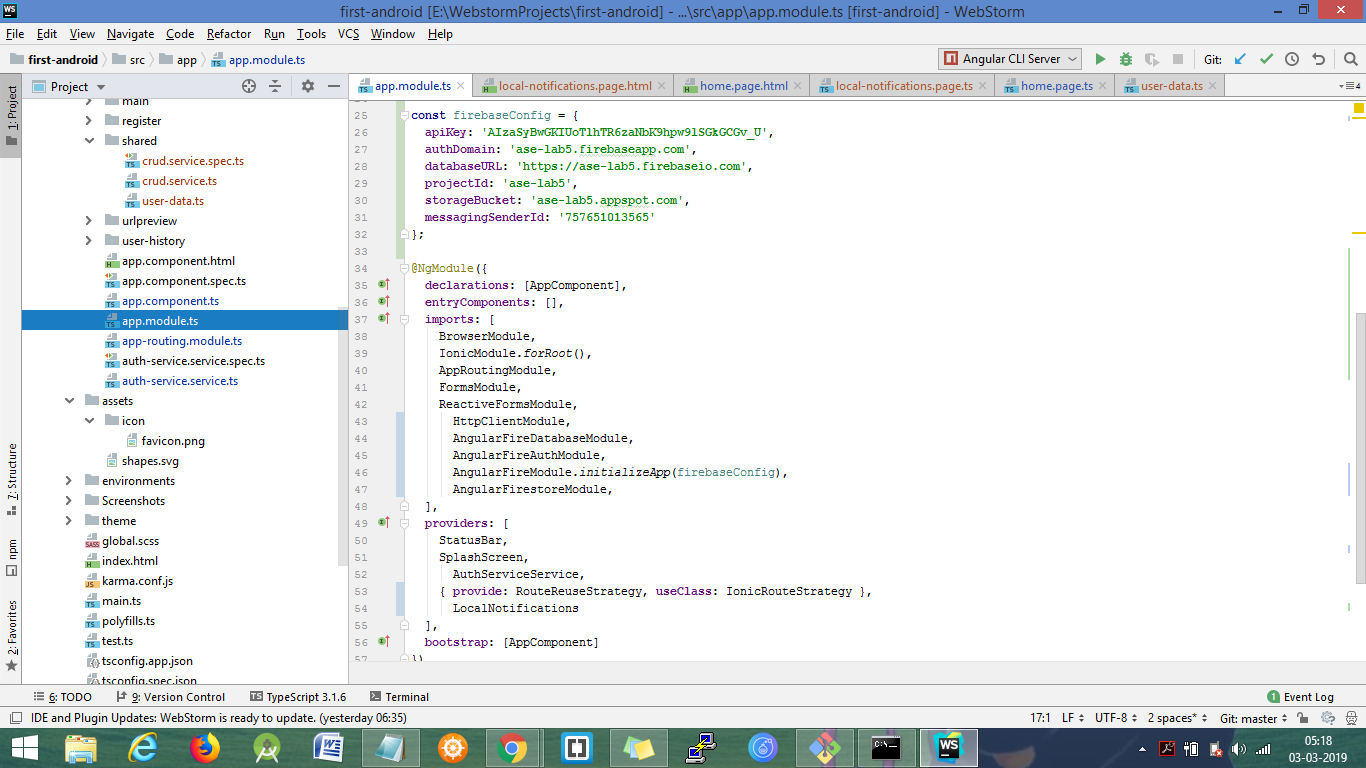 first-android [E:\WebstormProjects\first-android] - ...\src\app\app.module.ts [first-android] - WebStorm
File Edit View Navigate Code Refactor Run Tools VCS Window Help
first-android src app app.module.ts
Angular CLI Server
Git:
1: Project
7: Structure
npm
2: Favorites
Project
main
register
shared
crud.service.spec.ts
crud.service.ts
user-data.ts
urlpreview
user-history
app.component.html
app.component.spec.ts
app.component.ts
app.module.ts
app-routing.module.ts
auth-service.service.spec.ts
auth-service.service.ts
assets
icon
favicon.png
shapes.svg
environments
Screenshots
theme
global.scss
index.html
karma.conf.js
main.ts
polyfills.ts
test.ts
tsconfig.app.json
tsconfig.spec.json
app.module.ts local-notifications.page.html home.page.html local-notifications.page.ts home.page.ts user-data.ts 4
25 const firebaseConfig = {
26 apiKey: 'AIzaSyBwGKIUoTlhTR6zaNbK9hpw9lSGkGCGv_U',
27 authDomain: 'ase-lab5.firebaseapp.com',
28 databaseURL: 'https://ase-lab5.firebaseio.com',
29 projectId: 'ase-lab5',
30 storageBucket: 'ase-lab5.appspot.com',
31 messagingSenderId: '757651013565'
32 };
33
34 @NgModule({
35 declarations: [AppComponent],
36 entryComponents: [],
37 imports: [
38 BrowserModule,
39 IonicModule.forRoot(),
40 AppRoutingModule,
41 FormsModule,
42 ReactiveFormsModule,
43 HttpClientModule,
44 AngularFireDatabaseModule,
45 AngularFireAuthModule,
46 AngularFireModule.initializeApp(firebaseConfig),
47 AngularFirestoreModule,
48 ],
49 providers: [
50 StatusBar,
51 SplashScreen,
52 AuthServiceService,
53 { provide: RouteReuseStrategy, useClass: IonicRouteStrategy },
54 LocalNotifications
55 ],
56 bootstrap: [AppComponent]
57 })
6: TODO 9: Version Control TypeScript 3.1.6 Terminal 1 Event Log
IDE and Plugin Updates: WebStorm is ready to update. (yesterday 06:35) 17:1 LF UTF-8 2 spaces* Git: master
05:18
03-03-2019